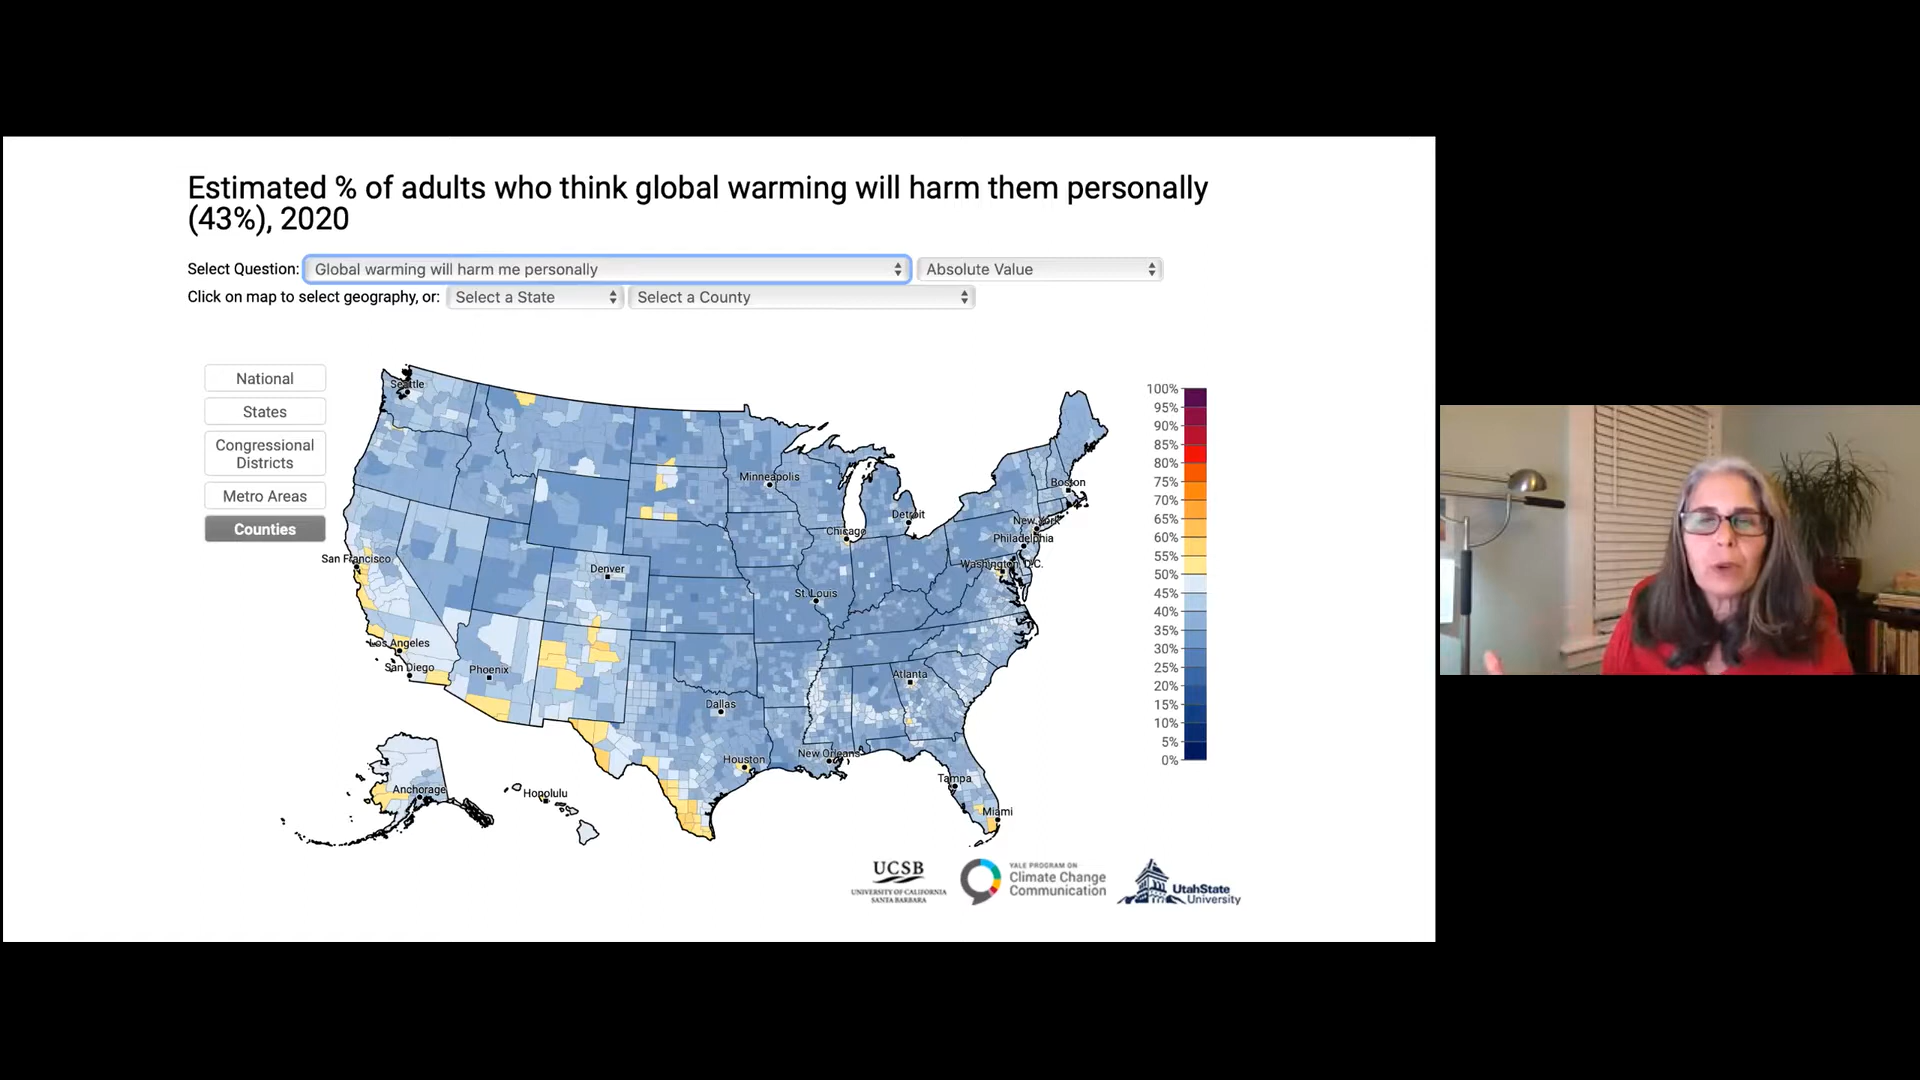 Estimated % of adults who think global warming will harm them personally
(43%), 2020
Select Question:
Global warming will harm me personally
Absolute Value
Click on map to select geography, or:
Select a State
Select a County
National
States
Congressional
Districts
Metro Areas
Counties
Seattle
Minneapolis
Boston
Detroit
New York
Chicago
Philadelphia
San Francisco
Washington, D.C.
Denver
St. Louis
Los Angeles
San Diego
Phoenix
Atlanta
Dallas
Houston
New Orleans
Tampa
Anchorage
Honolulu
Miami
100%
95%
90%
85%
80%
75%
70%
65%
60%
55%
50%
45%
40%
35%
30%
25%
20%
15%
10%
5%
0%
UCSB
UNIVERSITY OF CALIFORNIA
SANTA BARBARA
YALE PROGRAM ON
Climate Change
Communication
UtahState
University